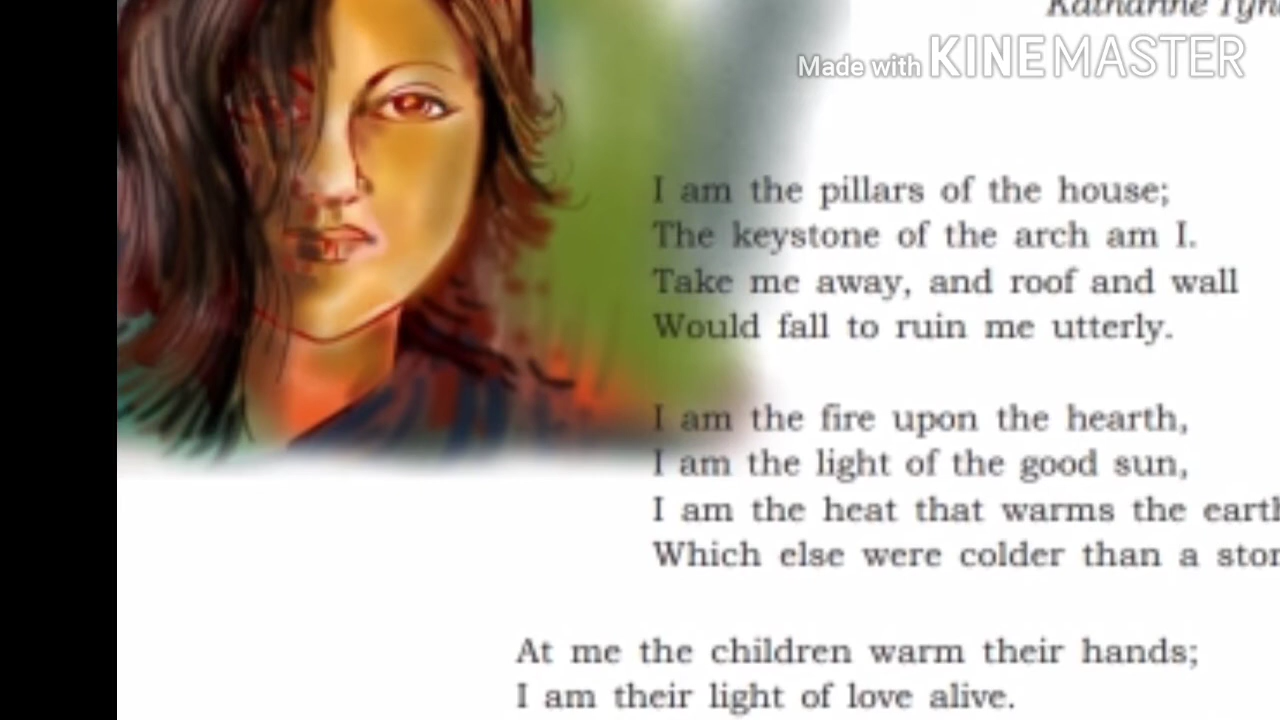 Katharine
Made with KINEMASTER
I am the pillars of the house;
The keystone of the arch am I.
Take me away, and roof and wall
Would fall to ruin me utterly.
I am the fire upon the hearth,
I am the light of the good sun,
I am the heat that warms the earth
Which else were colder than a
At me the children warm their hands;
I am their light of love alive.